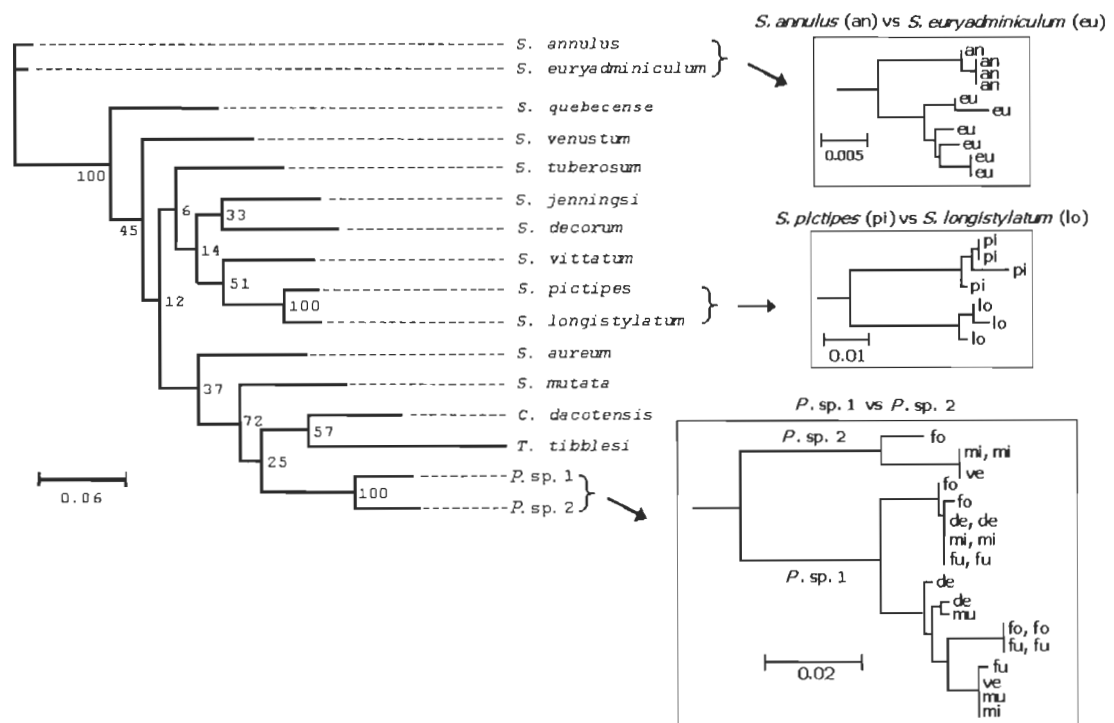 S. annulus
S. euryadminiculum
S. quebecense
S. venustum
S. tuberosum
S. jenningsi
S. decorum
S. vittatum
S. pictipes
S. longistylatum
S. aureum
S. mutata
C. dacotensis
T. tibblesi
P. sp. 1
P. sp. 2
100
45
12
6
14
33
51
100
37
72
57
25
100
0.06
S. annulus (an) vs S. euryadminiculum (eu)
an
an
an
an
eu
eu
eu
eu
eu
eu
0.005
S. pictipes (pi) vs S. longistylatum (lo)
pi
pi
pi
pi
lo
lo
lo
0.01
P. sp. 1 vs P. sp. 2
P. sp. 2
fo
mi, mi
ve
fo
fo
de, de
mi, mi
fu, fu
P. sp. 1
de
de
mu
fo, fo
fu, fu
fu
ve
mu
mi
0.02